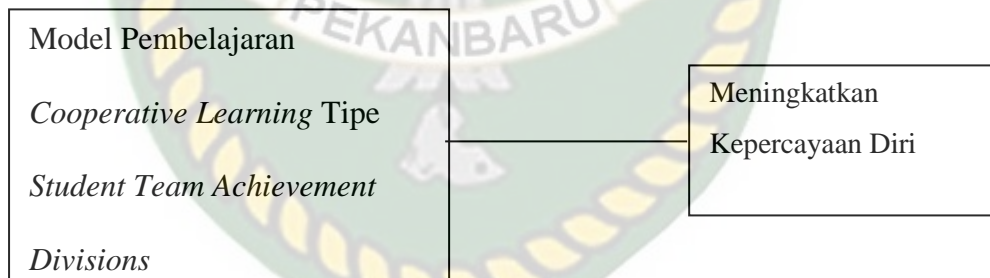 PEKANBARU
Model Pembelajaran
Cooperative Learning Tipe
Student Team Achievement
Divisions
Meningkatkan
Kepercayaan Diri